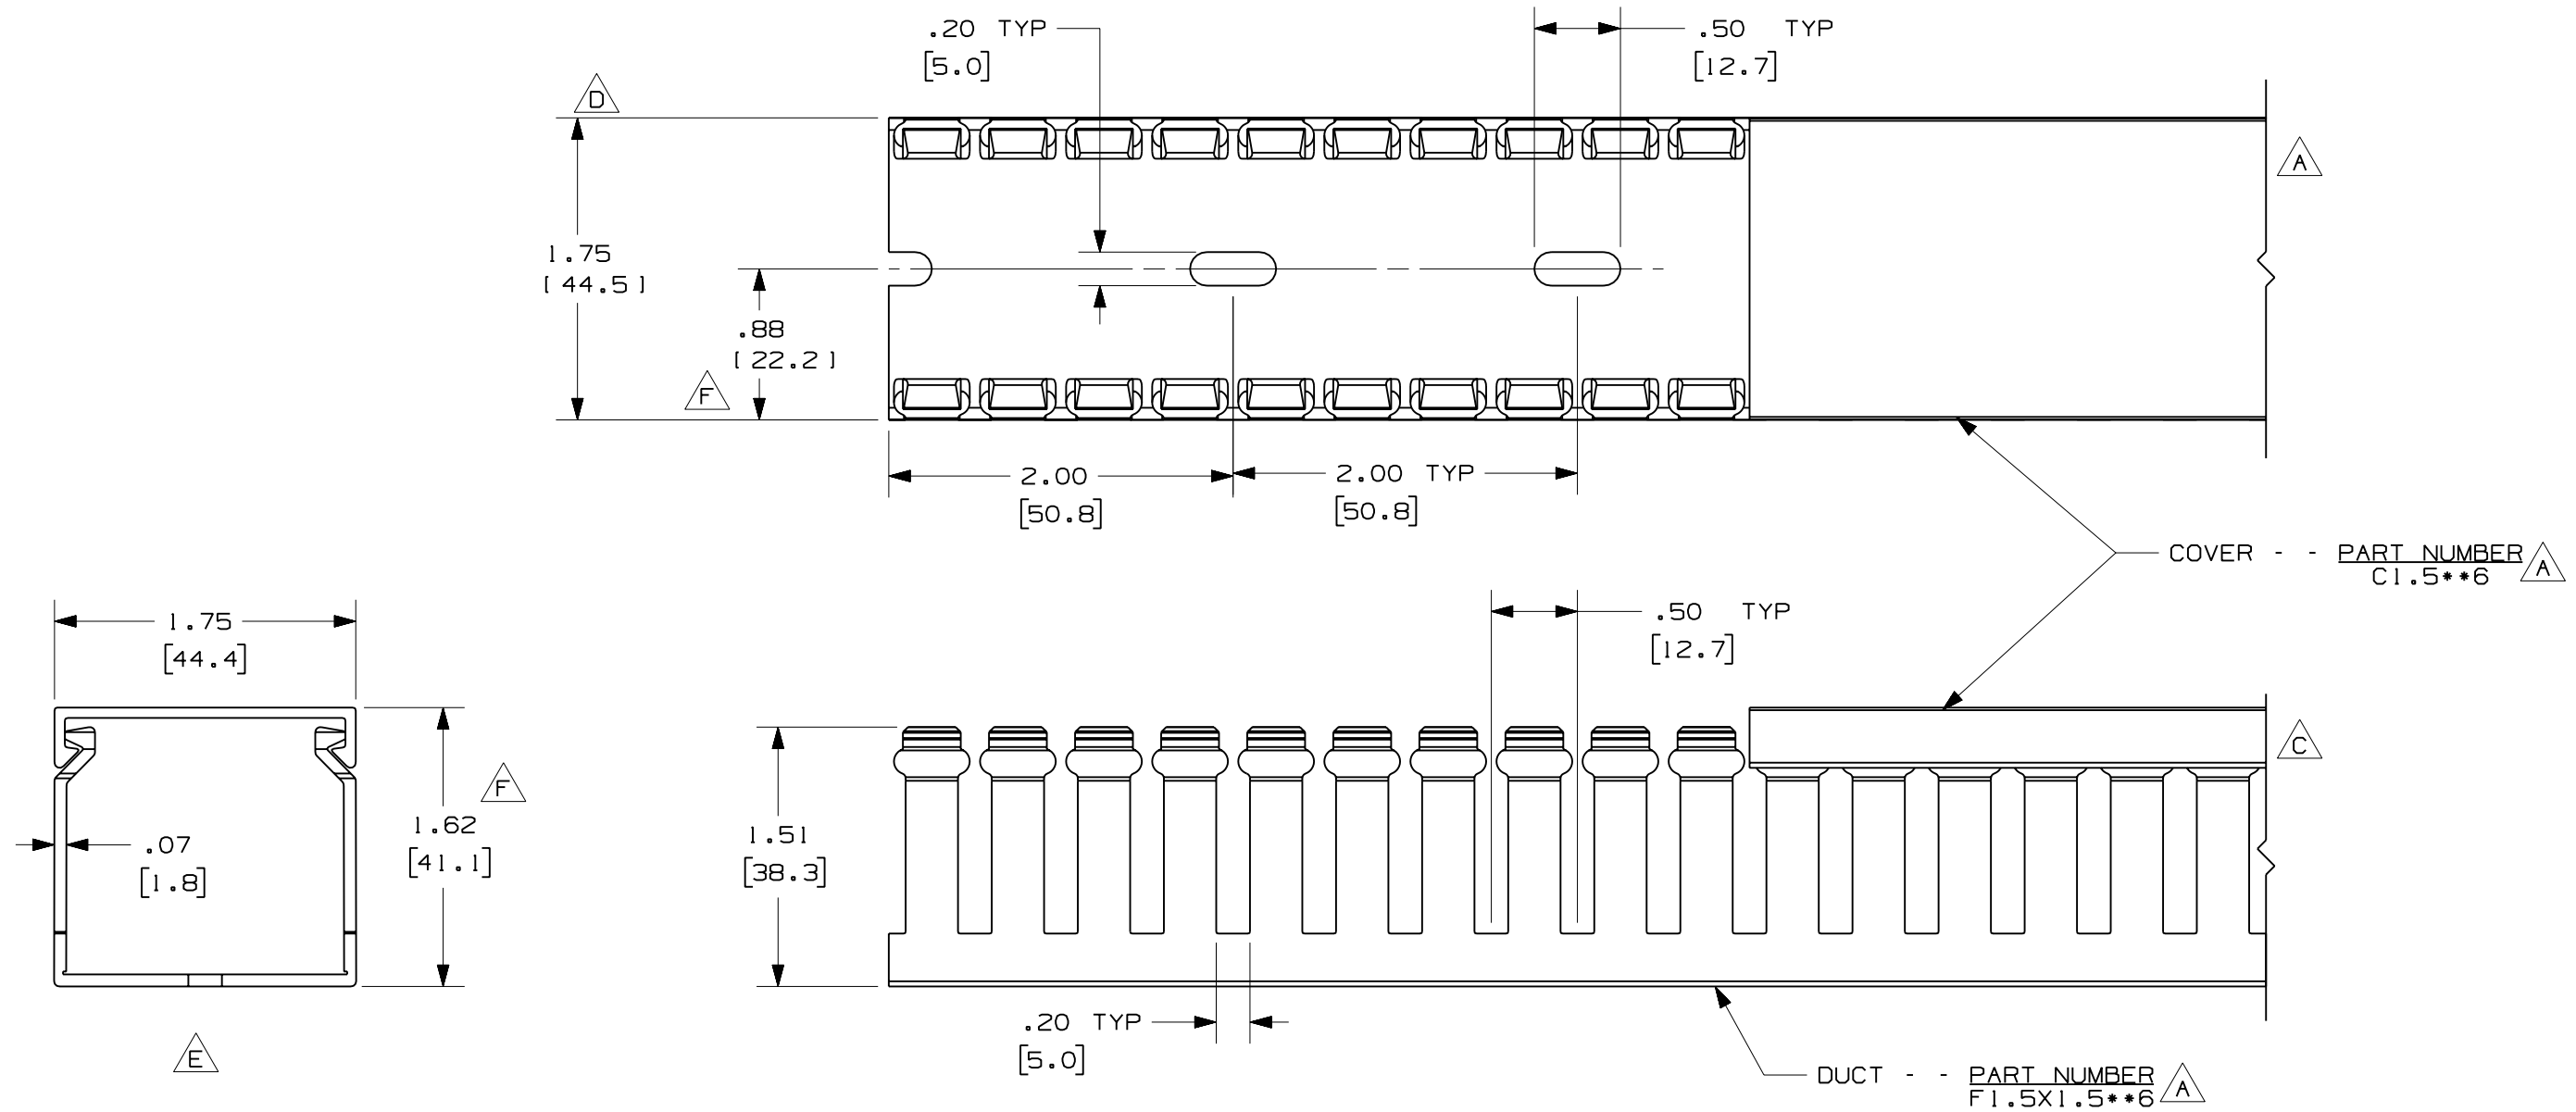 .20 TYP
[5.0]
.50 TYP
[12.7]
D
A
1.75
[44.5]
.88
[22.2]
F
2.00
[50.8]
2.00 TYP
[50.8]
COVER - - PART NUMBER A
C1.5**6
1.75
[44.4]
.50 TYP
[12.7]
C
F
1.62
[41.1]
.07
[1.8]
1.51
[38.3]
.20 TYP
[5.0]
E
DUCT - - PART NUMBER A
F1.5X1.5**6